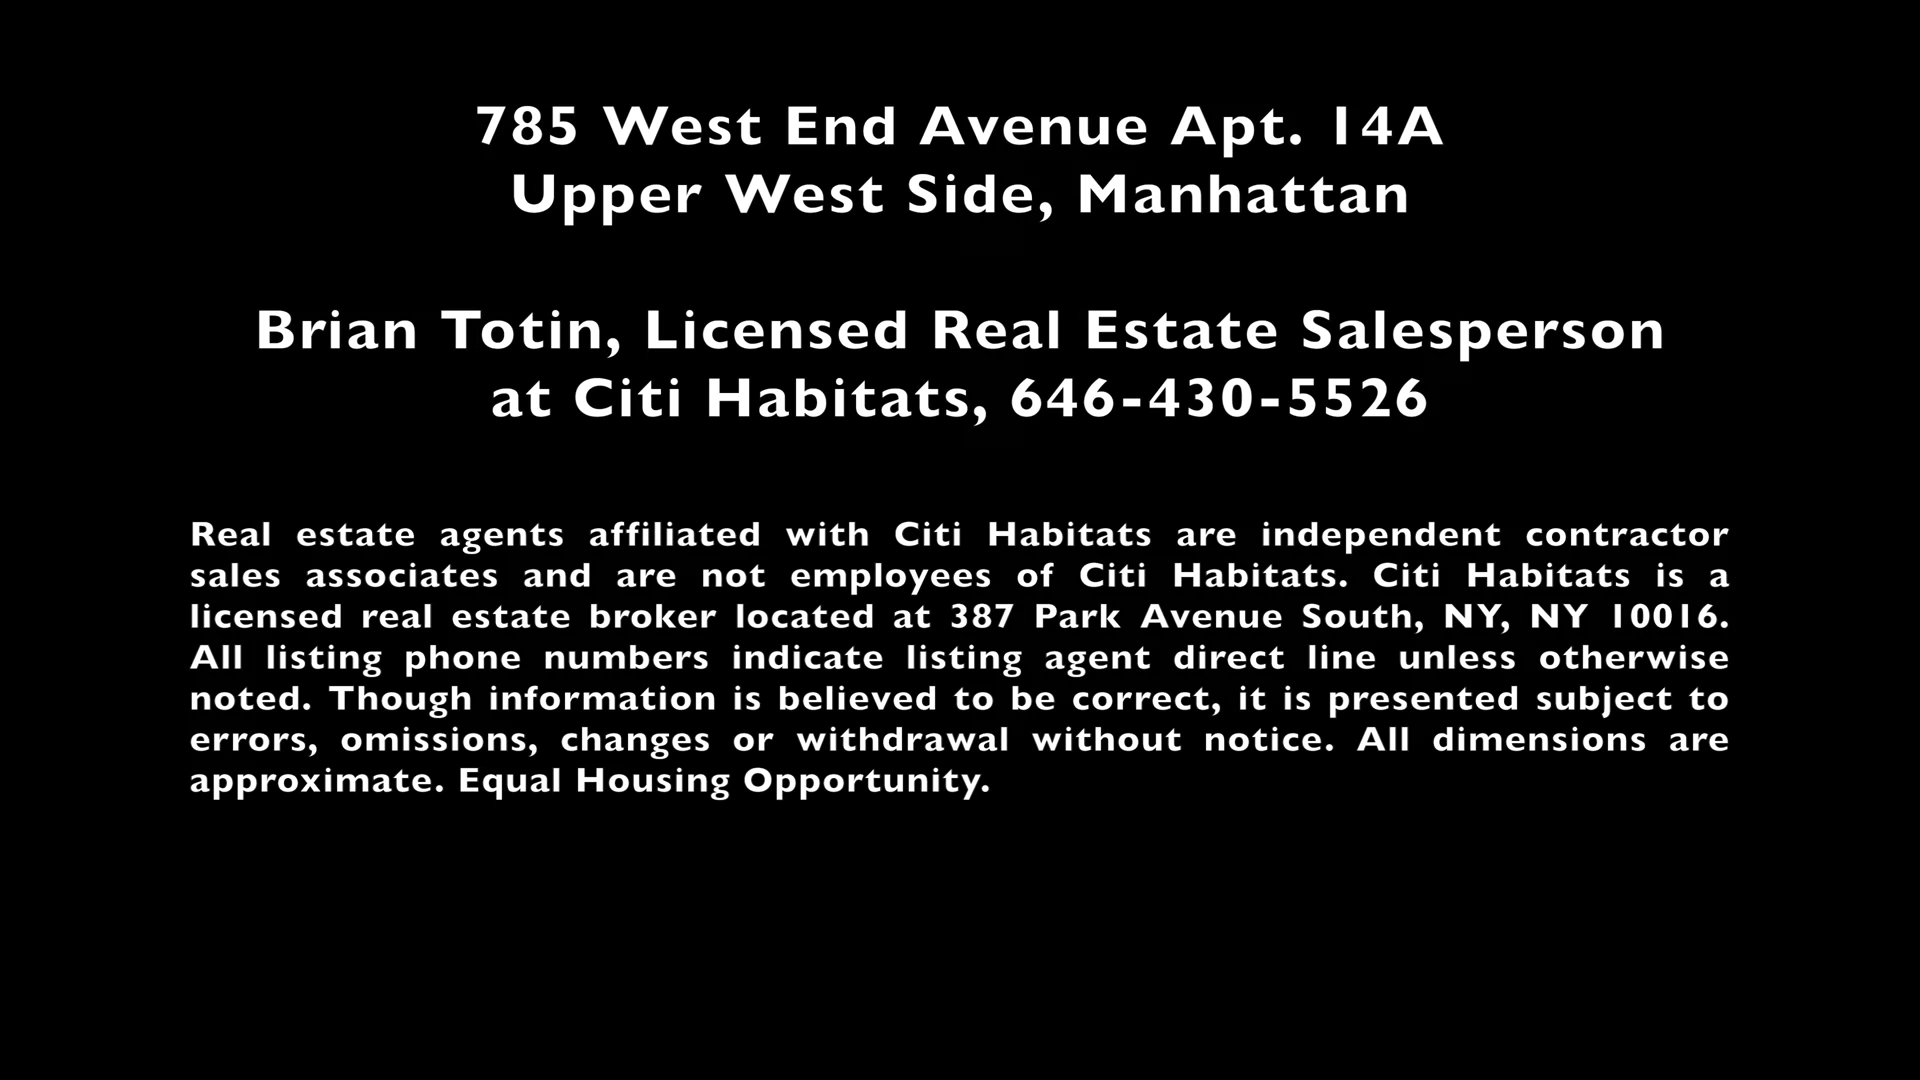 785 West End Avenue Apt. 14A
Upper West Side, Manhattan
Brian Totin, Licensed Real Estate Salesperson
at Citi Habitats, 646-430-5526
Real estate agents affiliated with Citi Habitats are independent contractor
sales associates and are not employees of Citi Habitats. Citi Habitats is a
licensed real estate broker located at 387 Park Avenue South, NY, NY 10016.
All listing phone numbers indicate listing agent direct line unless otherwise
noted. Though information is believed to be correct, it is presented subject to
errors, omissions, changes or withdrawal without notice. All dimensions are
approximate. Equal Housing Opportunity.